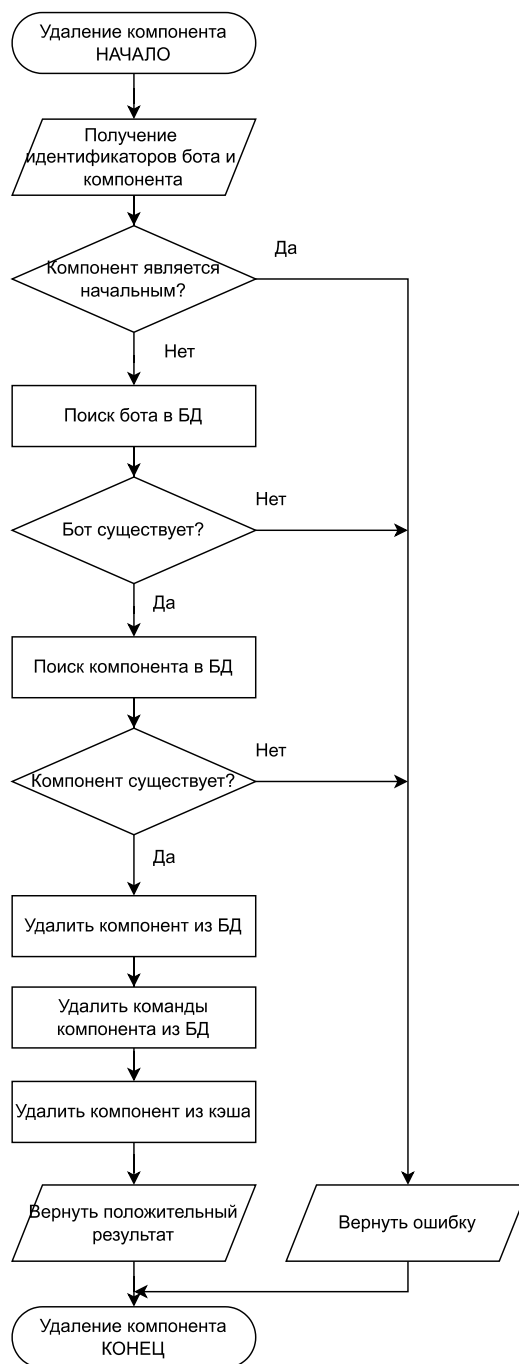 Удаление компонента
НАЧАЛО
Получение
идентификаторов бота и
компонента
Да
Компонент является
начальным?
Нет
Поиск бота в БД
Нет
Бот существует?
Да
Поиск компонента в БД
Нет
Компонент существует?
Да
Удалить компонент из БД
Удалить команды
компонента из БД
Удалить компонент из кэша
Вернуть положительный
результат
Вернуть ошибку
Удаление компонента
КОНЕЦ